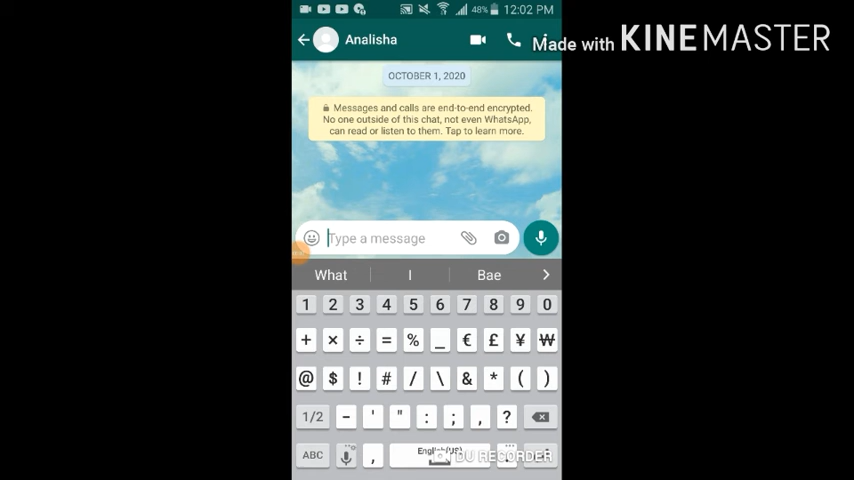 48% 12:02 PM
Analisha
Made with KINEMASTER
OCTOBER 1, 2020
Messages and calls are end-to-end encrypted.
No one outside of this chat, not even WhatsApp,
can read or listen to them. Tap to learn more.
Type a message
What I Bae
1 2 3 4 5 6 7 8 9 0
+ × ÷ = % _ € £ ¥ ₩
@ $ ! # / \ & * ( )
1/2 - ' " : ; , ? 
ABC , English(US) .
DU RECORDER